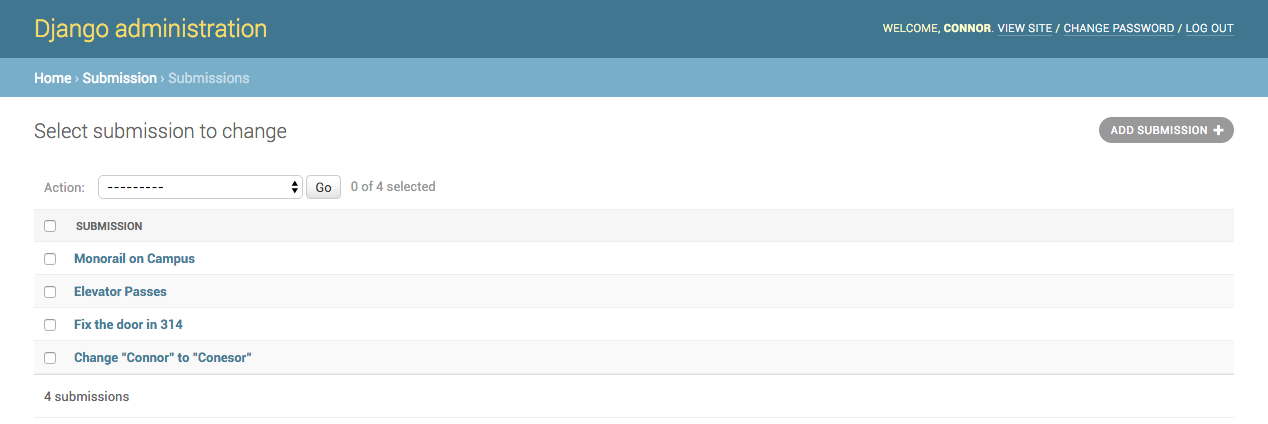 Django administration
WELCOME, CONNOR. VIEW SITE / CHANGE PASSWORD / LOG OUT
Home › Submission › Submissions
Select submission to change
ADD SUBMISSION +
Action: --------- Go 0 of 4 selected
SUBMISSION
Monorail on Campus
Elevator Passes
Fix the door in 314
Change "Connor" to "Conesor"
4 submissions